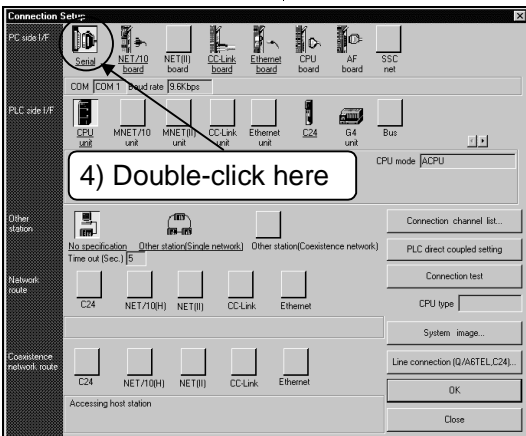 Connection Setup
PC side I/F
Serial
NET/10 board
NET(II) board
CC-Link board
Ethernet board
CPU board
AF board
SSC net
COM COM 1 Baud rate 9.6Kbps
PLC side I/F
CPU unit
MNET/10 unit
MNET(II) unit
CC-Link unit
Ethernet unit
C24
G4 unit
Bus
4) Double-click here
CPU mode ACPU
Other station
No specification
Other station(Single network)
Other station(Coexistence network)
Time out (Sec.) 5
Connection channel list...
PLC direct coupled setting
Network route
C24
NET/10(H)
NET(II)
CC-Link
Ethernet
Connection test
CPU type
System image...
Coexistence network route
C24
NET/10(H)
NET(II)
CC-Link
Ethernet
Line connection (Q/A6TEL,C24)...
Accessing host station
OK
Close